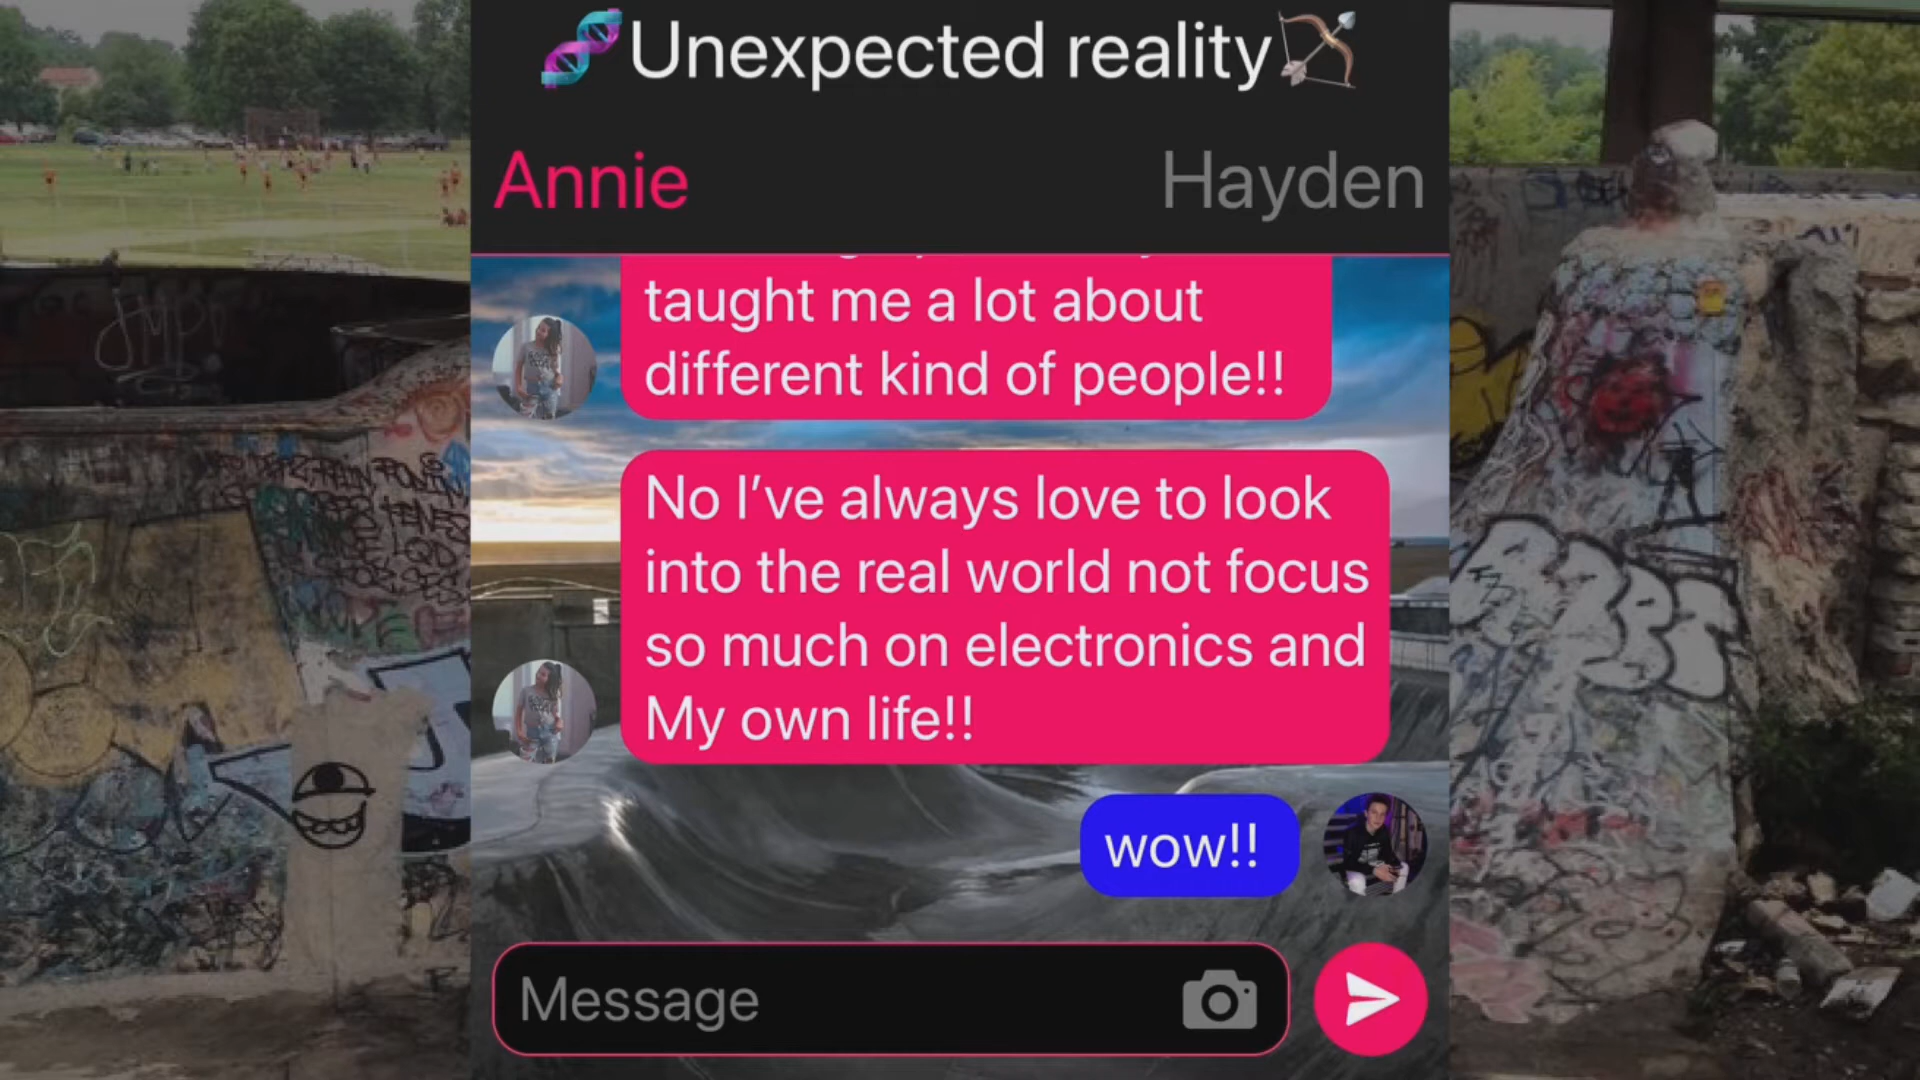 🧬Unexpected reality🏹
Annie
Hayden
taught me a lot about
different kind of people!!
No I’ve always love to look
into the real world not focus
so much on electronics and
My own life!!
wow!!
Message